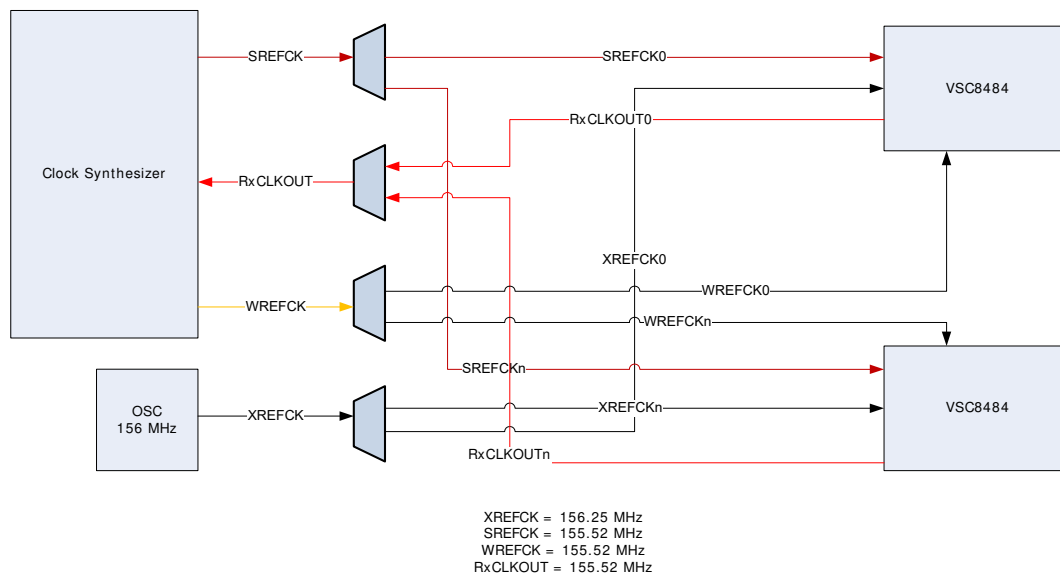 SREFCK
SREFCK0
VSC8484
RxCLKOUT0
Clock Synthesizer
RxCLKOUT
XREFCK0
WREFCK0
WREFCK
WREFCKn
SREFCKn
OSC
156 MHz
XREFCK
XREFCKn
VSC8484
RxCLKOUTn
XREFCK = 156.25 MHz
SREFCK = 155.52 MHz
WREFCK = 155.52 MHz
RxCLKOUT = 155.52 MHz